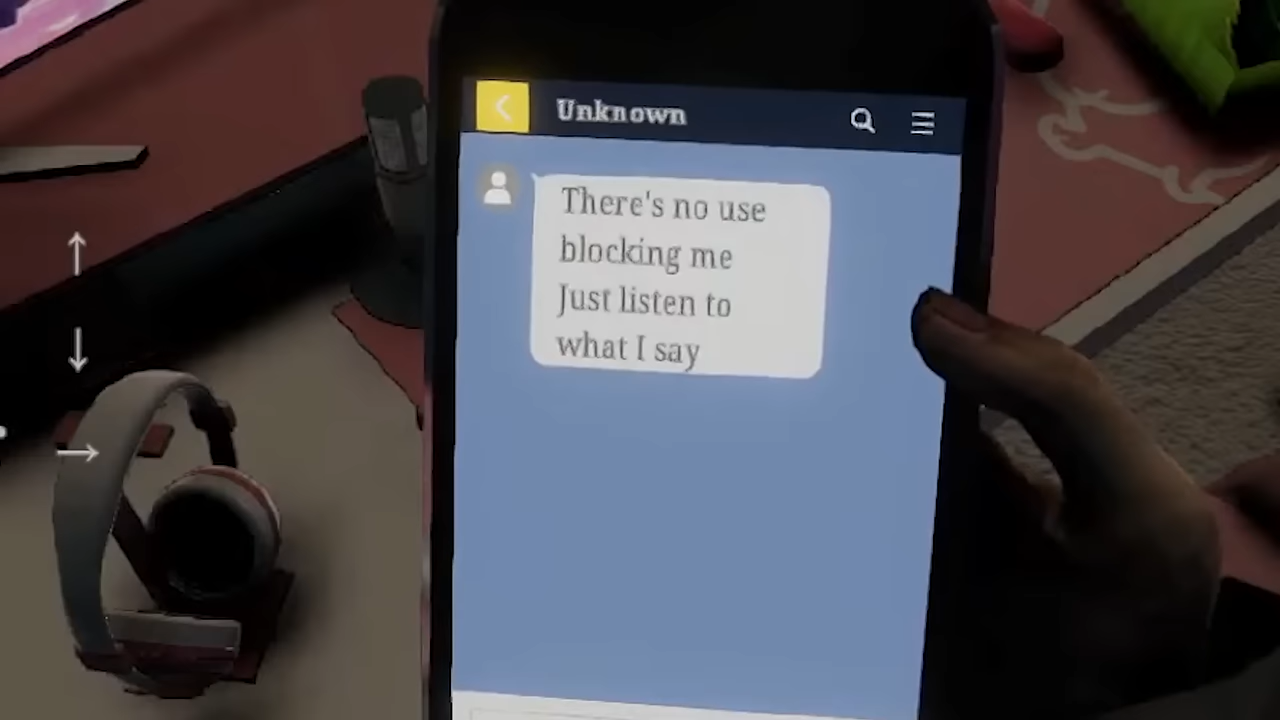 Unknown
There's no use
blocking me
Just listen to
what I say